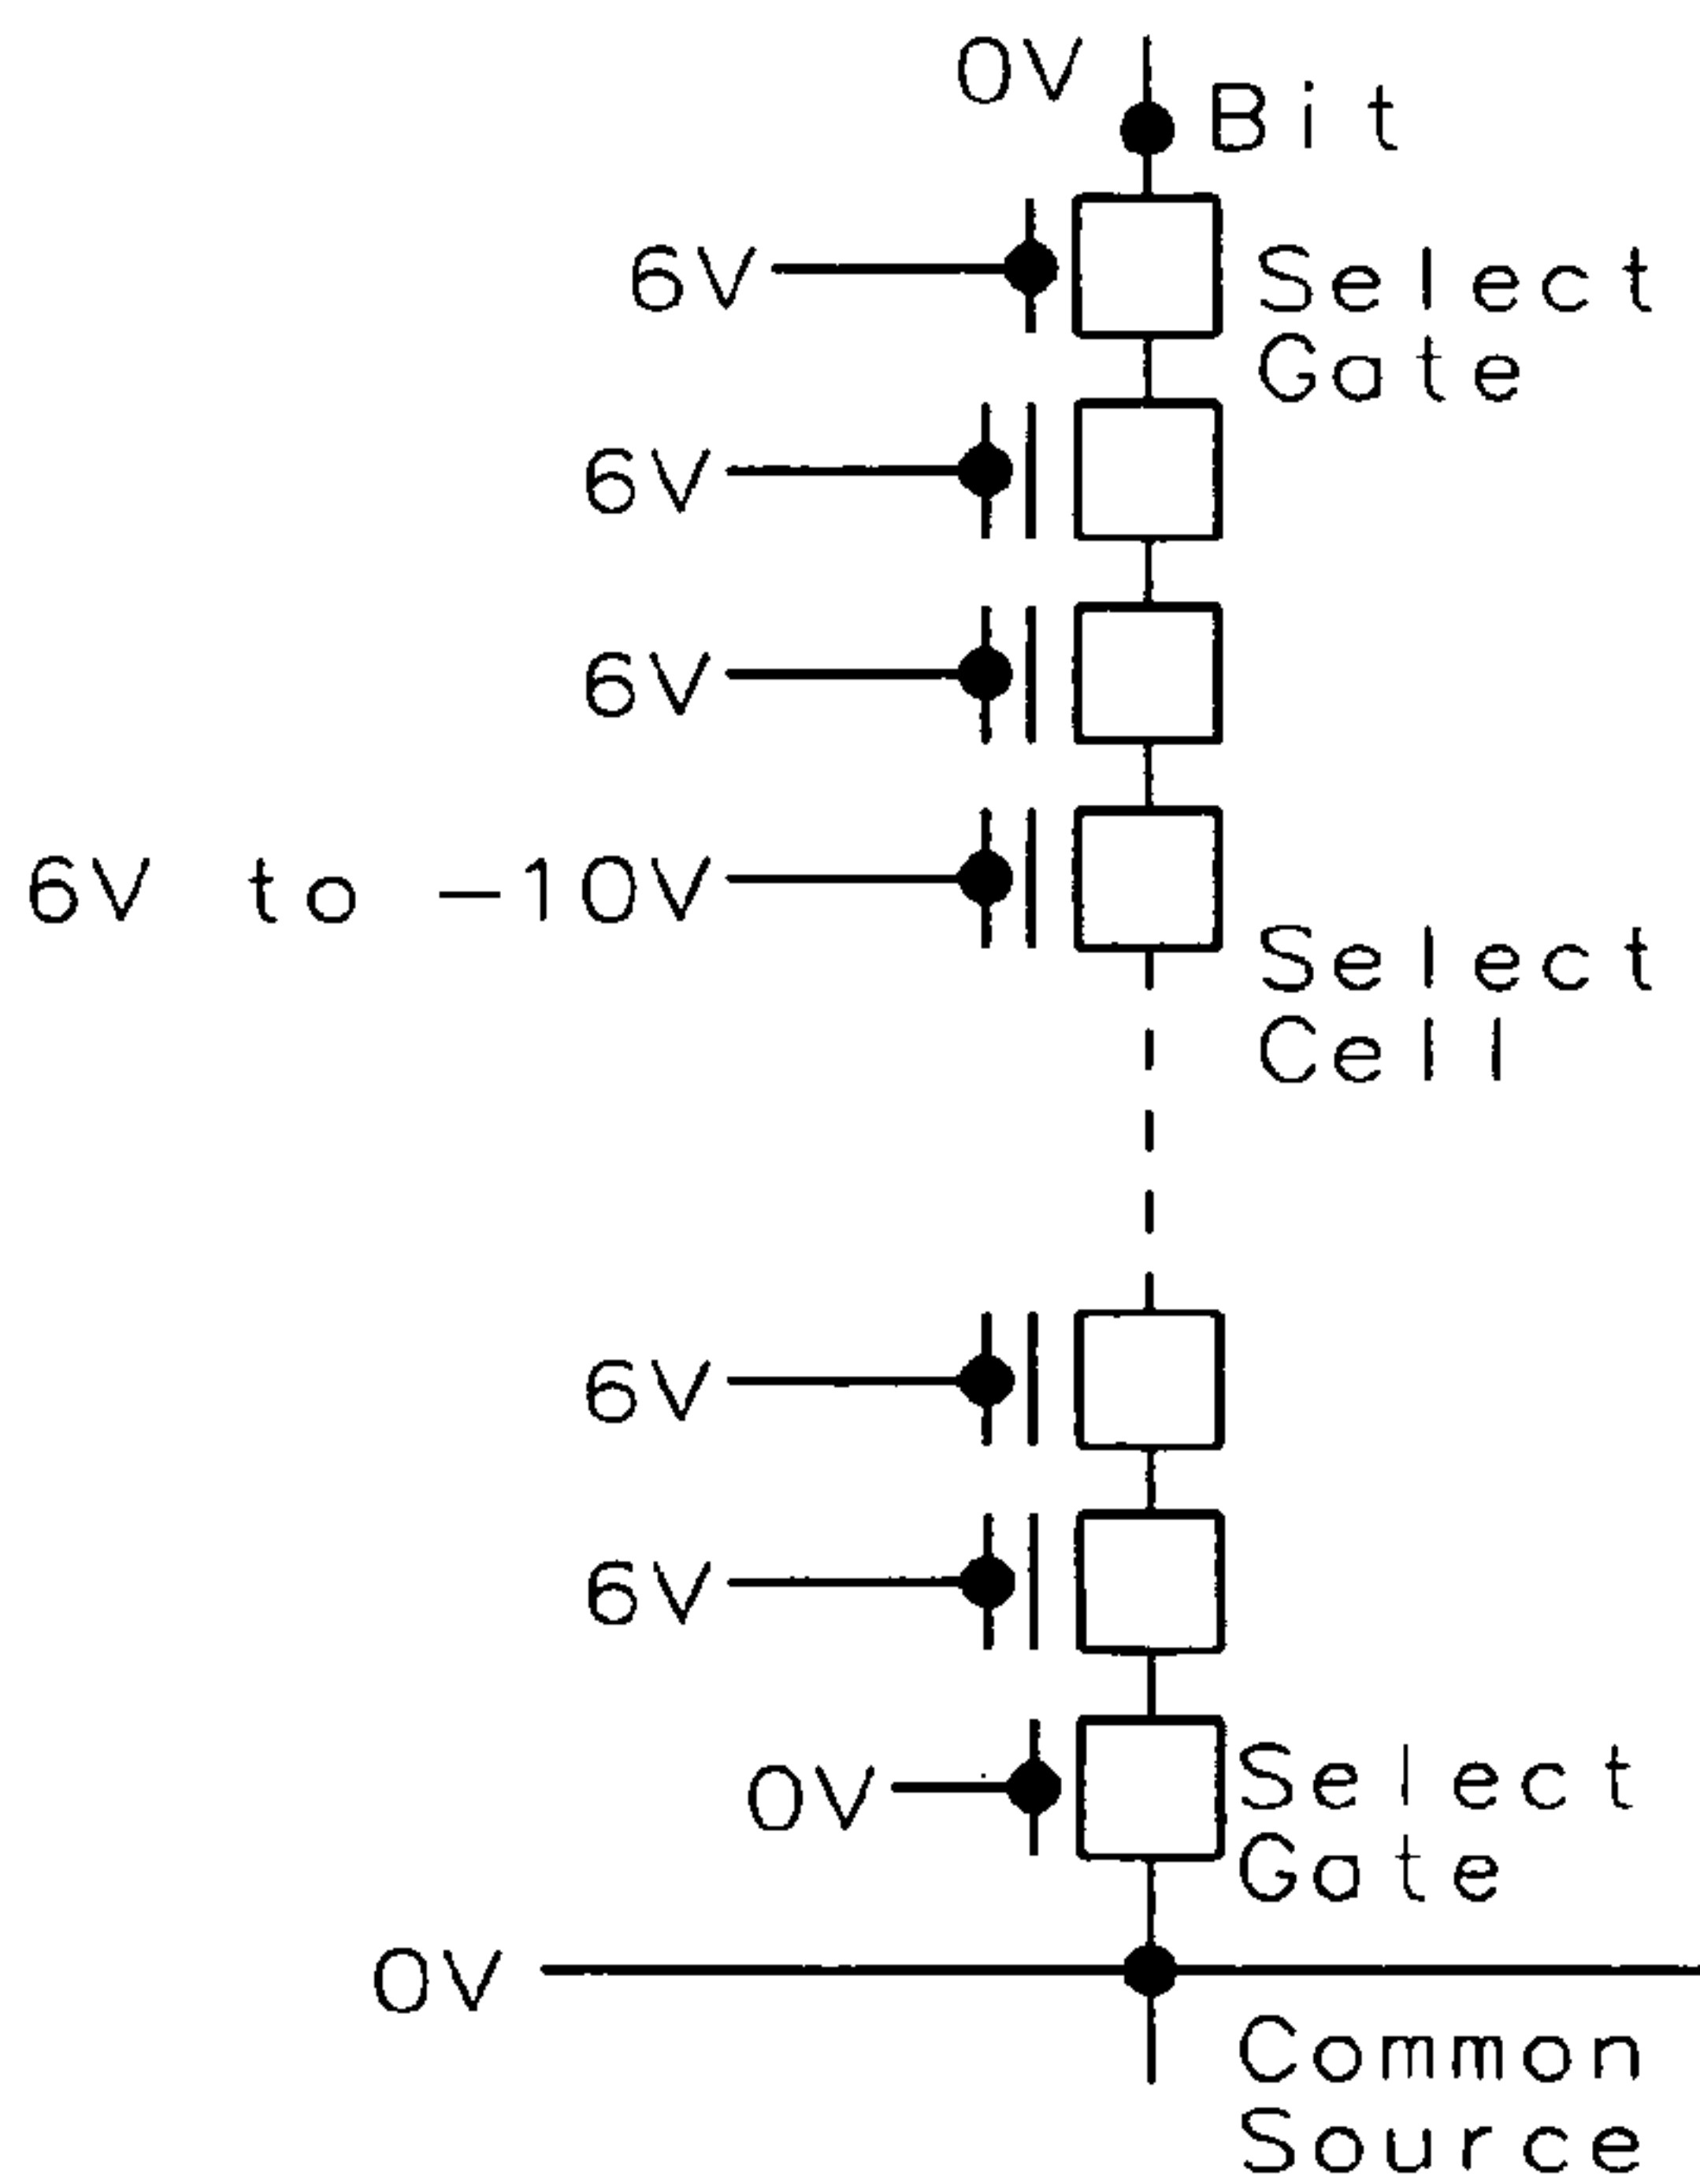 0V
Bit
6V
Select
Gate
6V
6V
6V to -10V
Select
Cell
6V
6V
0V
Select
Gate
0V
Common
Source